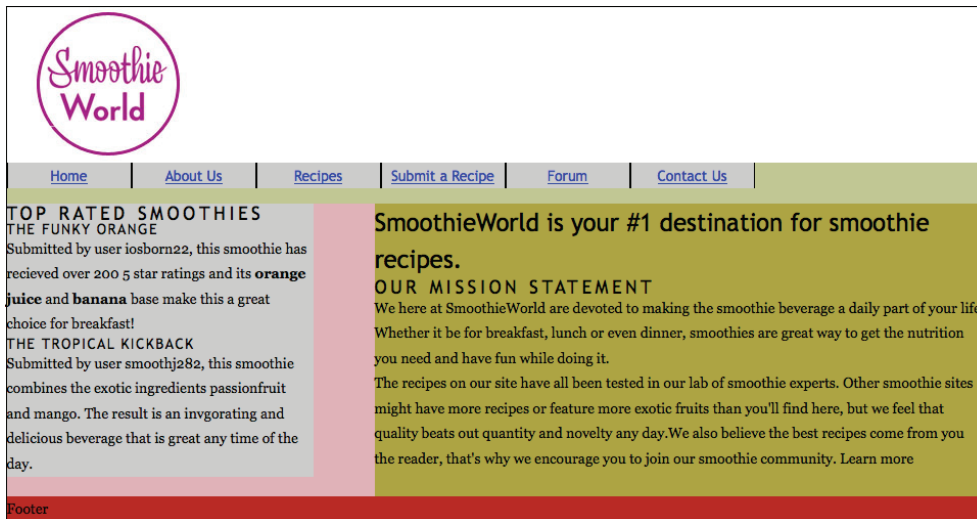 Smoothie
World
Home About Us Recipes Submit a Recipe Forum Contact Us
TOP RATED SMOOTHIES
THE FUNKY ORANGE
Submitted by user iosborn22, this smoothie has
recieved over 200 5 star ratings and its orange
juice and banana base make this a great
choice for breakfast!
THE TROPICAL KICKBACK
Submitted by user smoothj282, this smoothie
combines the exotic ingredients passionfruit
and mango. The result is an invgorating and
delicious beverage that is great any time of the
day.
SmoothieWorld is your #1 destination for smoothie
recipes.
OUR MISSION STATEMENT
We here at SmoothieWorld are devoted to making the smoothie beverage a daily part of your life
Whether it be for breakfast, lunch or even dinner, smoothies are great way to get the nutrition
you need and have fun while doing it.
The recipes on our site have all been tested in our lab of smoothie experts. Other smoothie sites
might have more recipes or feature more exotic fruits than you'll find here, but we feel that
quality beats out quantity and novelty any day.We also believe the best recipes come from you
the reader, that's why we encourage you to join our smoothie community. Learn more
Footer